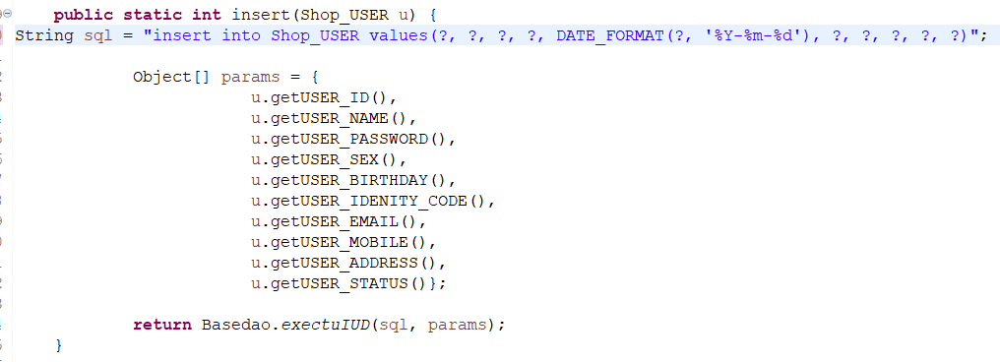 public static int insert(Shop_USER u) {
String sql = "insert into Shop_USER values(?, ?, ?, ?, DATE_FORMAT(?, '%Y-%m-%d'), ?, ?, ?, ?, ?)";
Object[] params = {
u.getUSER_ID(),
u.getUSER_NAME(),
u.getUSER_PASSWORD(),
u.getUSER_SEX(),
u.getUSER_BIRTHDAY(),
u.getUSER_IDENITY_CODE(),
u.getUSER_EMAIL(),
u.getUSER_MOBILE(),
u.getUSER_ADDRESS(),
u.getUSER_STATUS()};
return Basedao.exectuIUD(sql, params);
}